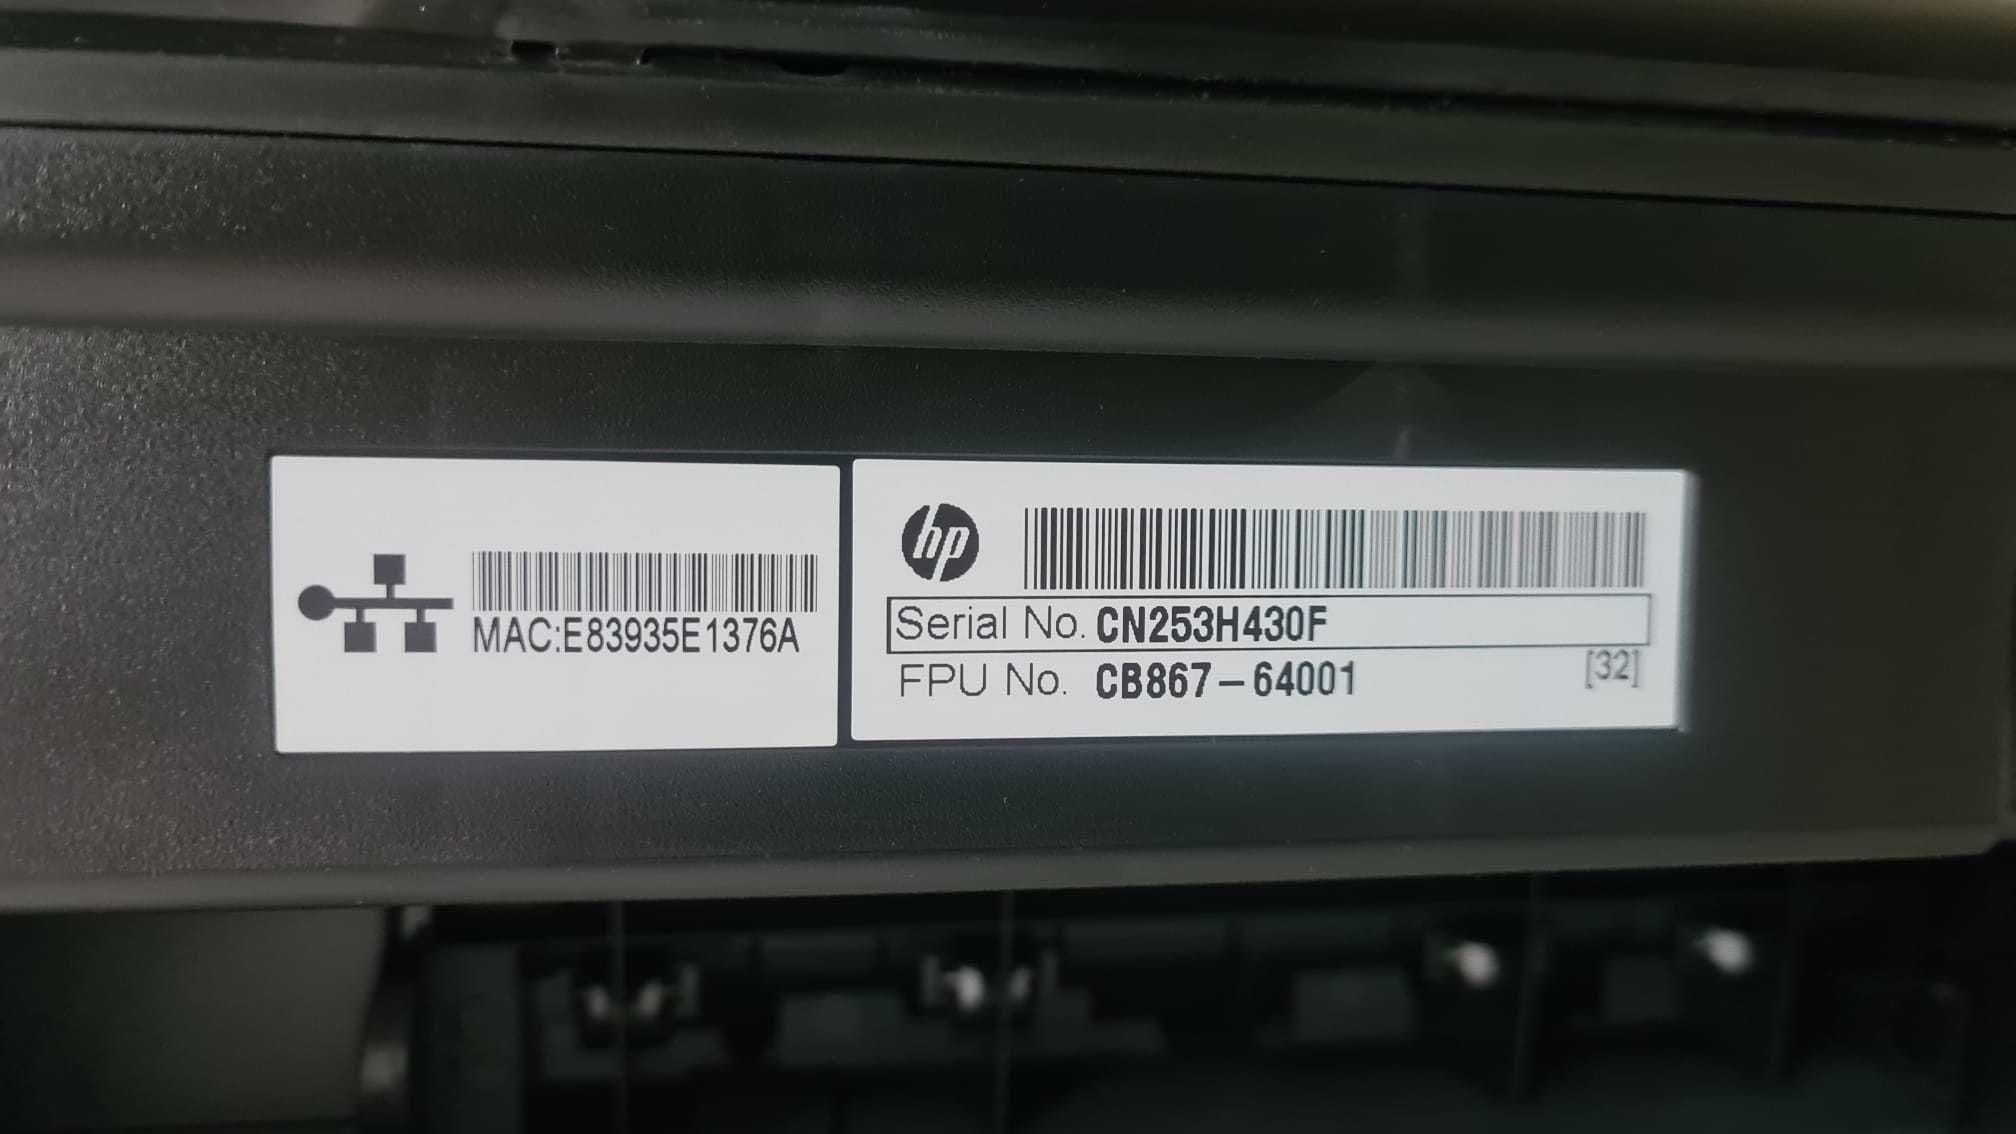 MAC:E83935E1376A
hp
Serial No. CN253H430F
FPU No. CB867-64001
[32]